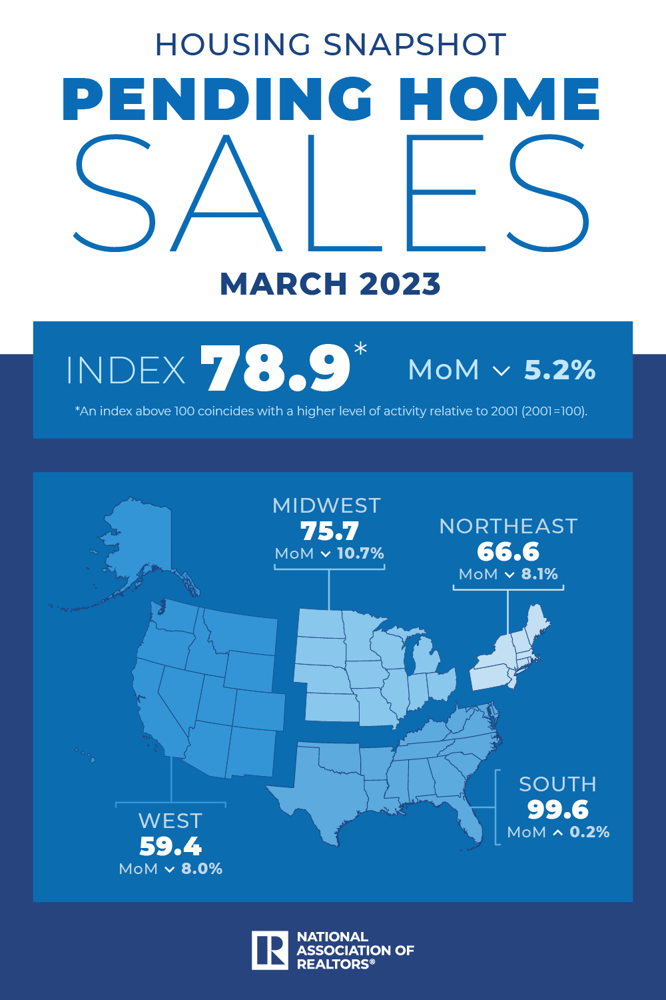 HOUSING SNAPSHOT
PENDING HOME
SALES
MARCH 2023
INDEX 78.9* MoM ﹀ 5.2%
*An index above 100 coincides with a higher level of activity relative to 2001 (2001=100).
MIDWEST
75.7
MoM ﹀ 10.7%
NORTHEAST
66.6
MoM ﹀ 8.1%
SOUTH
99.6
MoM ︿ 0.2%
WEST
59.4
MoM ﹀ 8.0%
R
NATIONAL
ASSOCIATION OF
REALTORS®